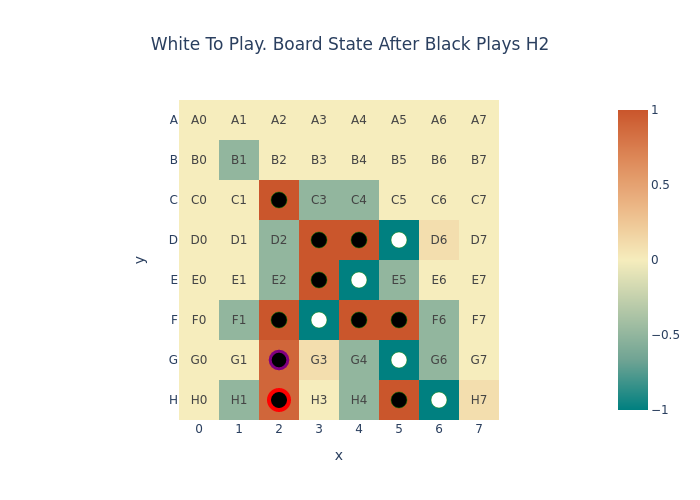 White To Play. Board State After Black Plays H2
A A0 A1 A2 A3 A4 A5 A6 A7 1
B B0 B1 B2 B3 B4 B5 B6 B7 0.5
C C0 C1 C3 C4 C5 C6 C7
D D0 D1 D2 D6 D7
y 0
E E0 E1 E2 E5 E6 E7
F F0 F1 F6 F7 −0.5
G G0 G1 G3 G4 G6 G7
H H0 H1 H3 H4 H7 −1
0 1 2 3 4 5 6 7
x